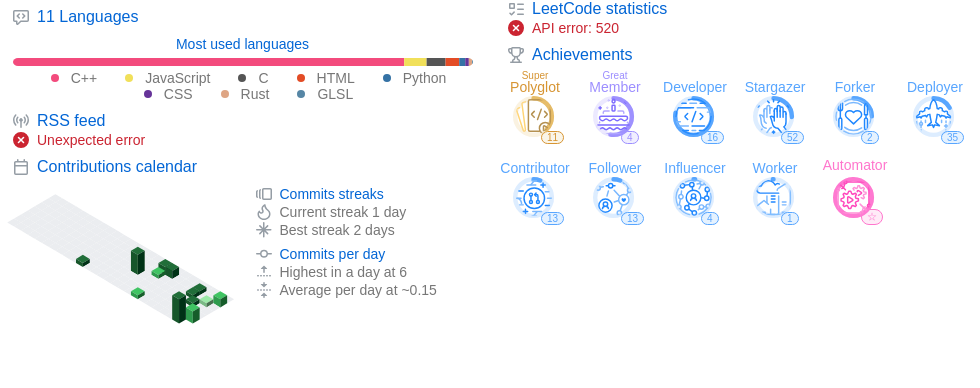 11 Languages
Most used languages
C++ JavaScript C HTML Python
CSS Rust GLSL
RSS feed
Unexpected error
Contributions calendar
Commits streaks
Current streak 1 day
Best streak 2 days
Commits per day
Highest in a day at 6
Average per day at ~0.15
LeetCode statistics
API error: 520
Achievements
Super Great
Polyglot Member Developer Stargazer Forker Deployer
11 4 16 52 2 35
Contributor Follower Influencer Worker Automator
13 13 4 1 ☆